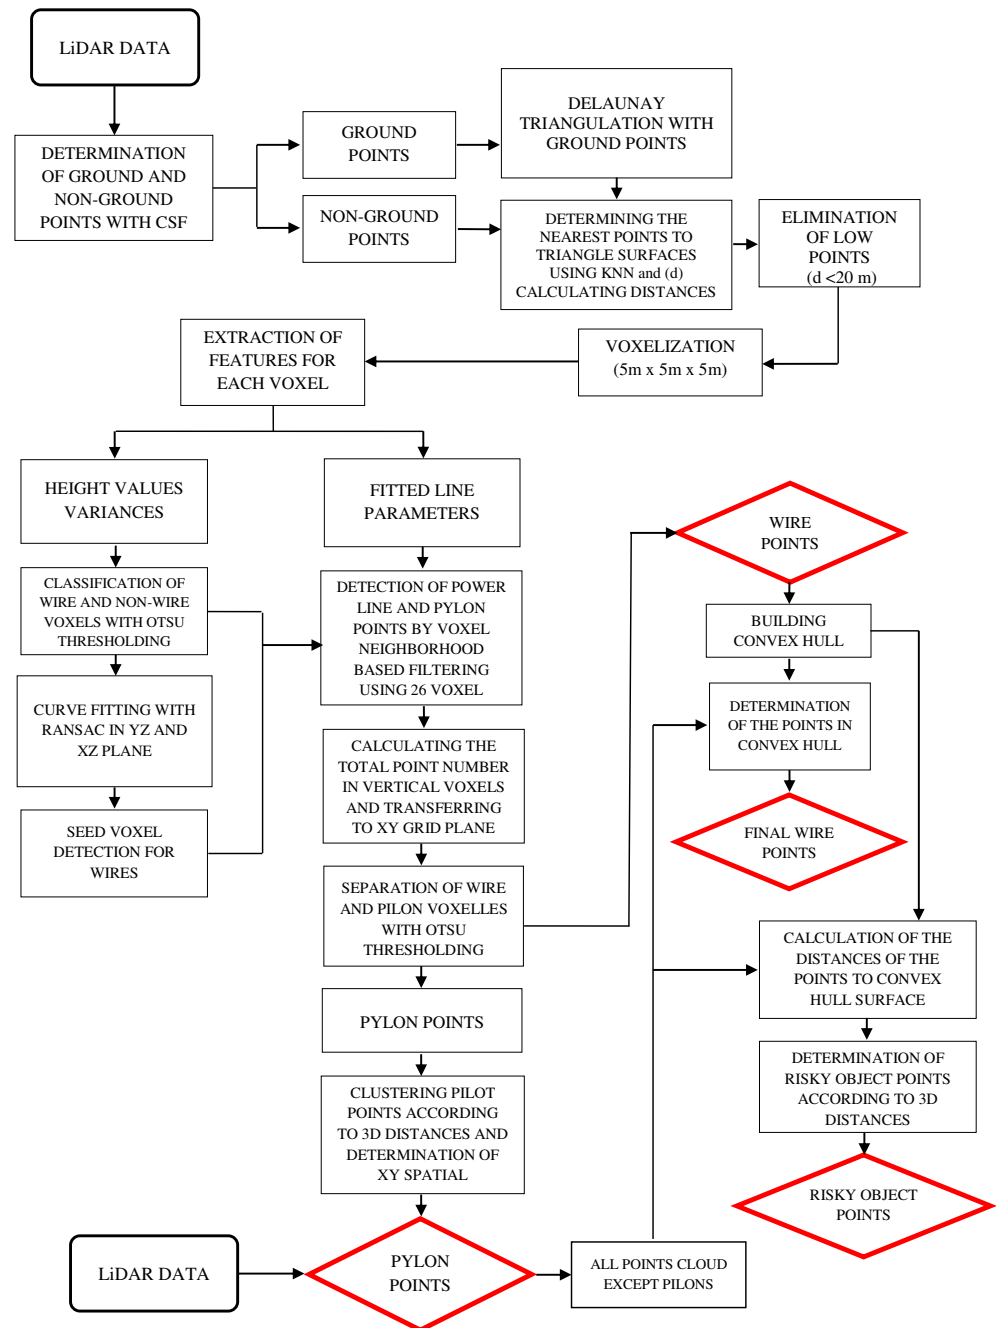 LiDAR DATA
DETERMINATION
OF GROUND AND
NON-GROUND
POINTS WITH CSF
GROUND
POINTS
NON-GROUND
POINTS
DELAUNAY
TRIANGULATION WITH
GROUND POINTS
DETERMINING THE
NEAREST POINTS TO
TRIANGLE SURFACES
USING KNN and (d)
CALCULATING DISTANCES
ELIMINATION
OF LOW
POINTS
(d <20 m)
VOXELIZATION
(5m x 5m x 5m)
EXTRACTION OF
FEATURES FOR
EACH VOXEL
HEIGHT VALUES
VARIANCES
CLASSIFICATION OF
WIRE AND NON-WIRE
VOXELS WITH OTSU
THRESHOLDING
CURVE FITTING WITH
RANSAC IN YZ AND
XZ PLANE
SEED VOXEL
DETECTION FOR
WIRES
FITTED LINE
PARAMETERS
DETECTION OF POWER
LINE AND PYLON
POINTS BY VOXEL
NEIGHBORHOOD
BASED FILTERING
USING 26 VOXEL
CALCULATING THE
TOTAL POINT NUMBER
IN VERTICAL VOXELS
AND TRANSFERRING
TO XY GRID PLANE
SEPARATION OF WIRE
AND PILON VOXELLES
WITH OTSU
THRESHOLDING
PYLON POINTS
CLUSTERING PILOT
POINTS ACCORDING
TO 3D DISTANCES AND
DETERMINATION OF
XY SPATIAL
LiDAR DATA
PYLON
POINTS
ALL POINTS CLOUD
EXCEPT PILONS
WIRE
POINTS
BUILDING
CONVEX HULL
DETERMINATION
OF THE POINTS IN
CONVEX HULL
FINAL WIRE
POINTS
CALCULATION OF THE
DISTANCES OF THE
POINTS TO CONVEX
HULL SURFACE
DETERMINATION OF
RISKY OBJECT POINTS
ACCORDING TO 3D
DISTANCES
RISKY OBJECT
POINTS